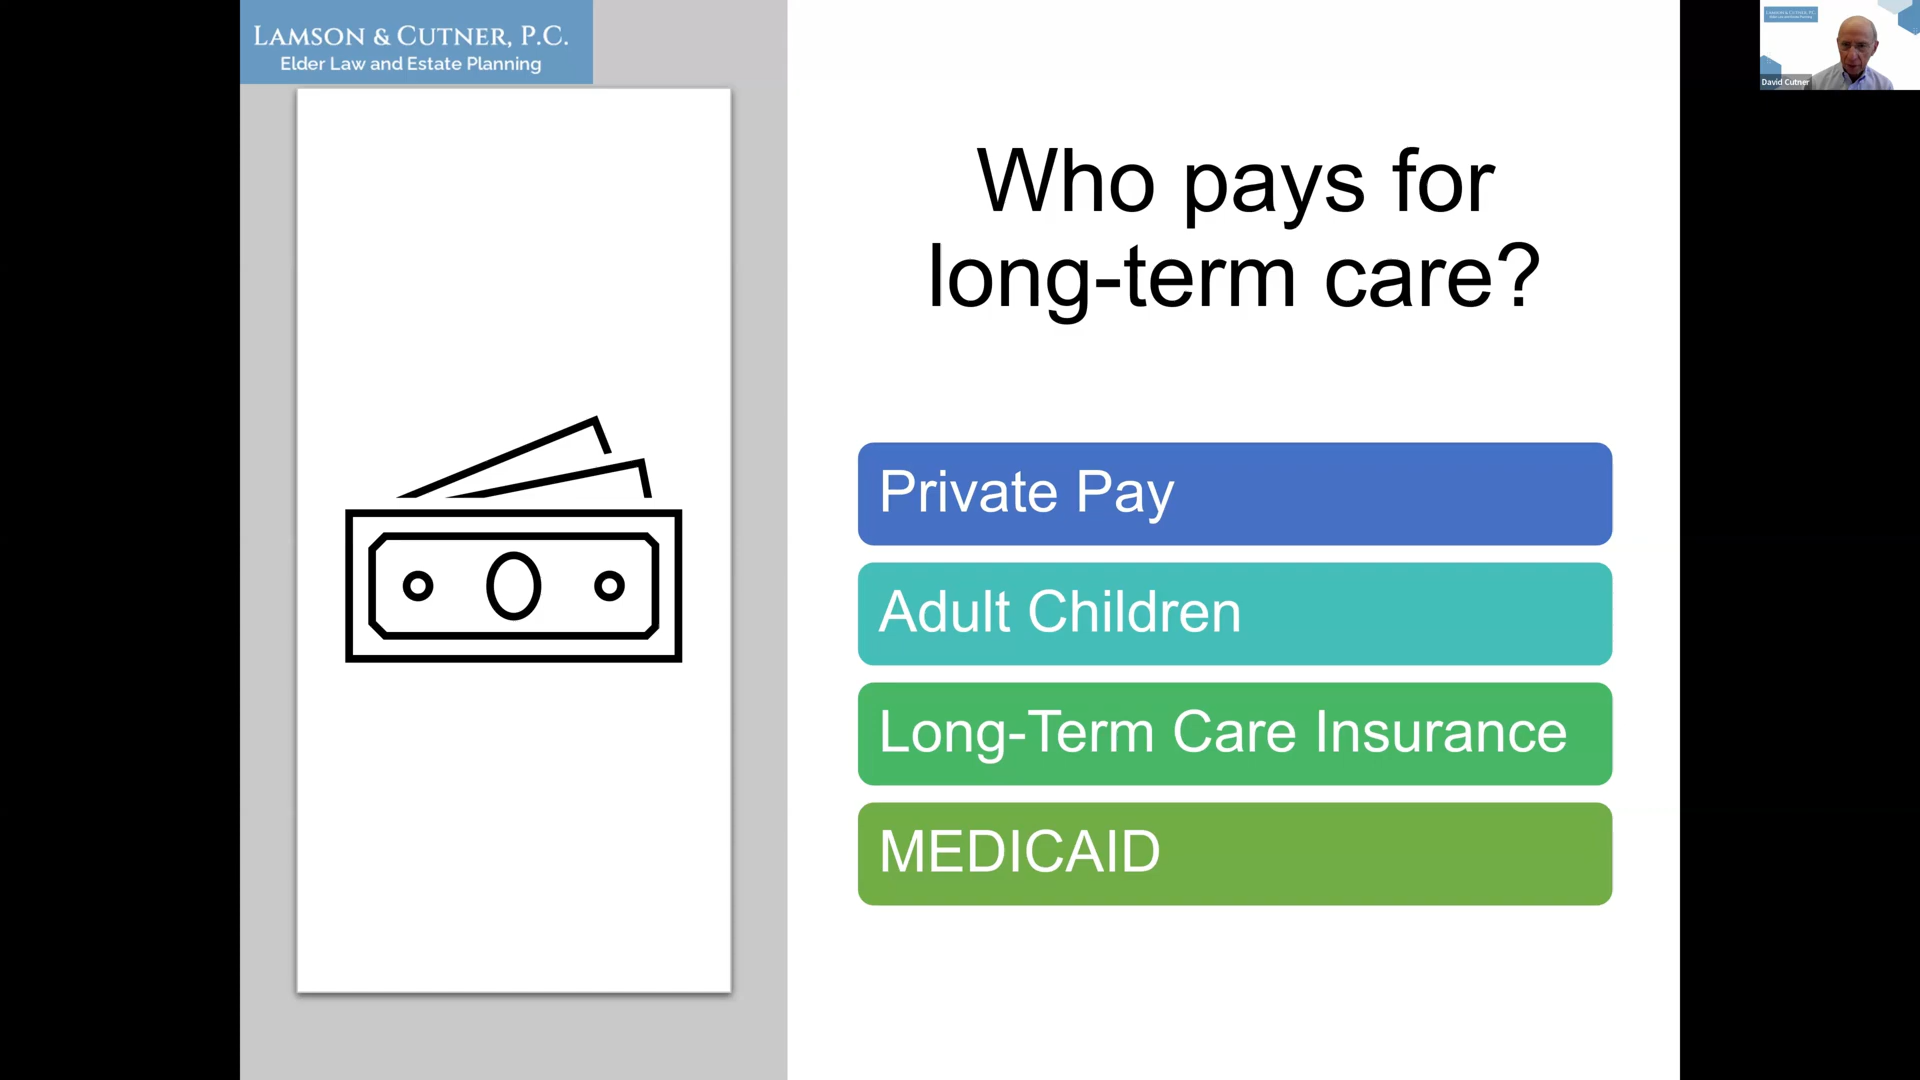 LAMSON & CUTNER, P.C.
Elder Law and Estate Planning
Who pays for
long-term care?
Private Pay
Adult Children
Long-Term Care Insurance
MEDICAID
David Cutner